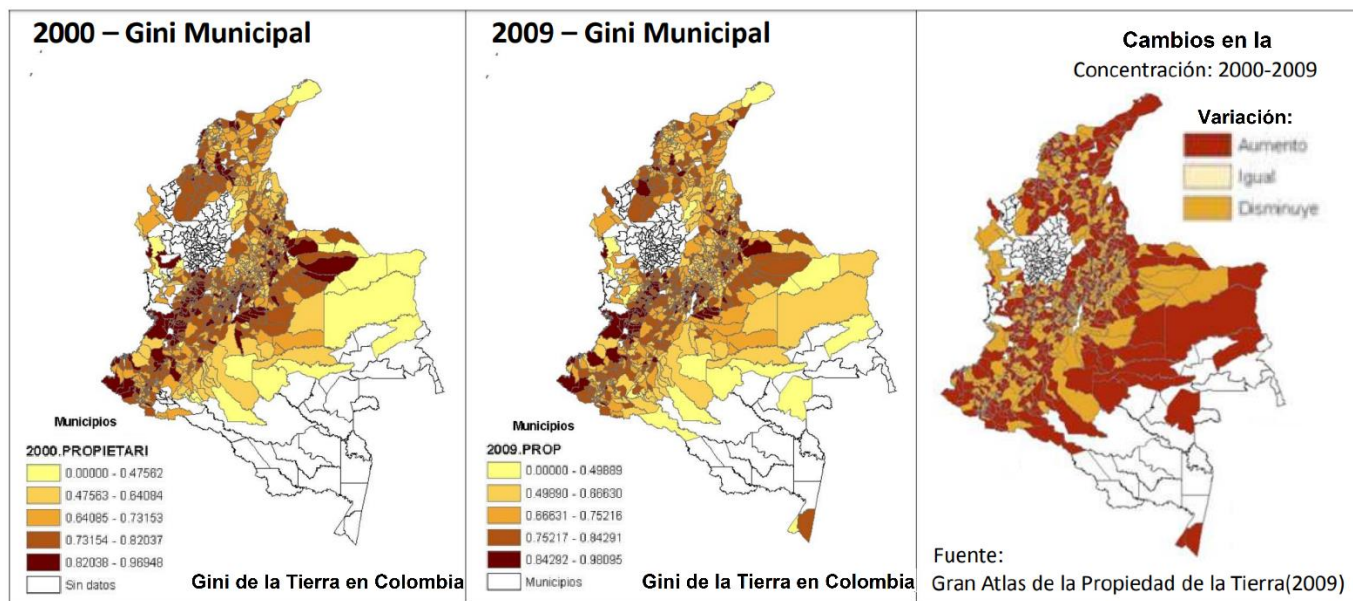 2000 – Gini Municipal
Municipios
2000.PROPIETARI
0.00000 - 0.47562
0.47563 - 0.64084
0.64085 - 0.73153
0.73154 - 0.82037
0.82038 - 0.96948
Sin datos
Gini de la Tierra en Colombia
2009 – Gini Municipal
Municipios
2009.PROP
0.00000 - 0.49889
0.49890 - 0.66630
0.66631 - 0.75216
0.75217 - 0.84291
0.84292 - 0.98095
Municipios
Gini de la Tierra en Colombia
Cambios en la
Concentración: 2000-2009
Variación:
Aumento
Igual
Disminuye
Fuente:
Gran Atlas de la Propiedad de la Tierra(2009)